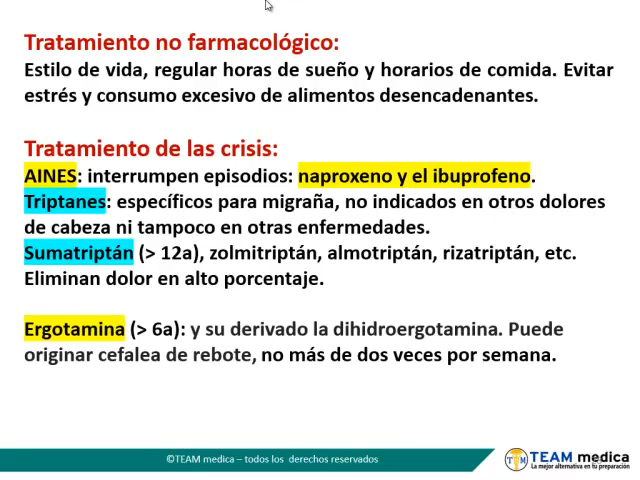 Tratamiento no farmacológico:
Estilo de vida, regular horas de sueño y horarios de comida. Evitar
estrés y consumo excesivo de alimentos desencadenantes.
Tratamiento de las crisis:
AINES: interrumpen episodios: naproxeno y el ibuprofeno.
Triptanes: específicos para migraña, no indicados en otros dolores
de cabeza ni tampoco en otras enfermedades.
Sumatriptán (> 12a), zolmitriptán, almotriptán, rizatriptán, etc.
Eliminan dolor en alto porcentaje.
Ergotamina (> 6a): y su derivado la dihidroergotamina. Puede
originar cefalea de rebote, no más de dos veces por semana.
©TEAM medica – todos los derechos reservados
TM TEAM medica
La mejor alternativa en tu preparación